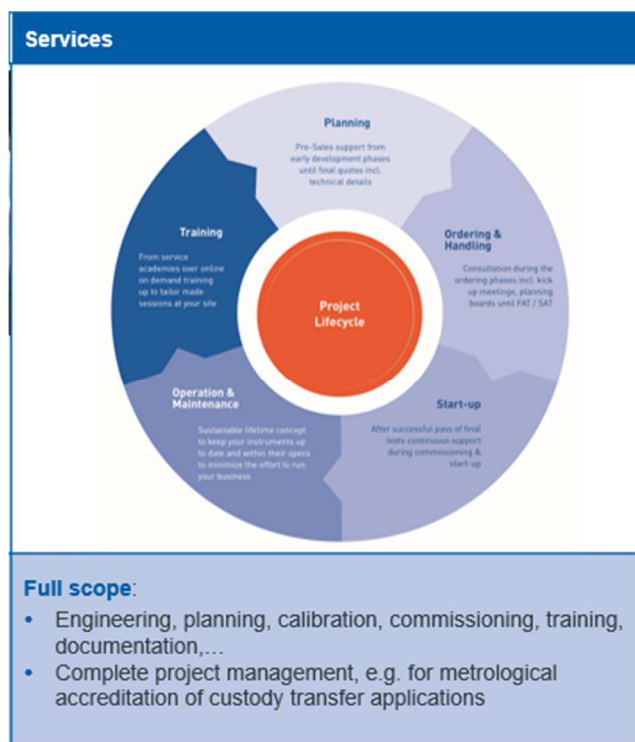 Services
Planning
Pre-Sales support from
early development phases
until final quotes incl.
technical details
Ordering &
Handling
Consultation during the
ordering phases incl. kick
up meetings, planning
boards until FAT / SAT
Start-up
After successful pass of final
tests continuous support
during commissioning &
start-up
Operation &
Maintenance
Sustainable lifetime concept
to keep your instruments up
to date and within their specs
to minimize the effort to run
your business
Training
From service
academies over online
on demand training
up to tailor made
sessions at your site
Project
Lifecycle
Full scope:
• Engineering, planning, calibration, commissioning, training,
documentation,...
• Complete project management, e.g. for metrological
accreditation of custody transfer applications